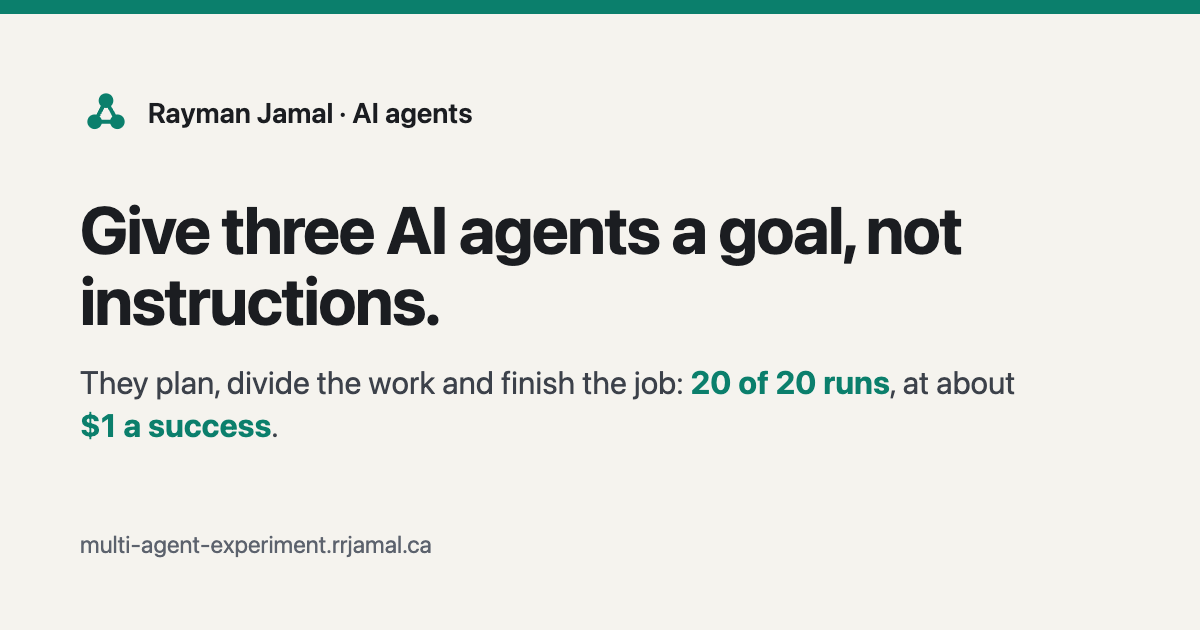 Rayman Jamal · AI agents
Give three AI agents a goal, not
instructions.
They plan, divide the work and finish the job: 20 of 20 runs, at about
$1 a success.
multi-agent-experiment.rrjamal.ca